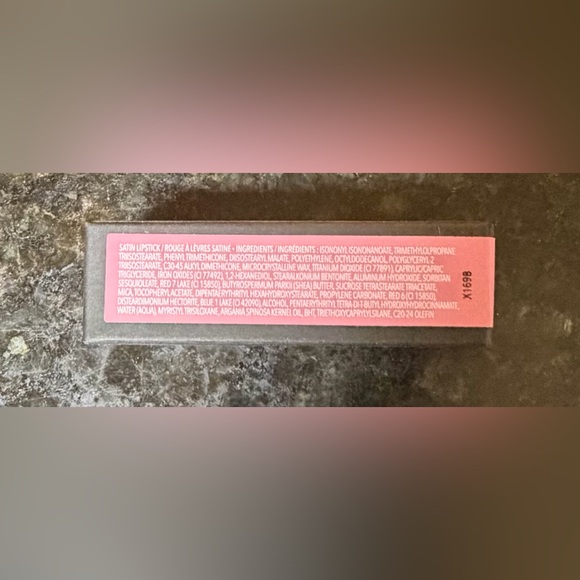 SATIN LIPSTICK / ROUGE À LÈVRES SATINÉ • INGREDIENTS / INGRÉDIENTS : ISONONYL ISONONANOATE, TRIMETHYLOLPROPANE
TRIISOSTEARATE, PHENYL TRIMETHICONE, DIISOSTEARYL MALATE, POLYETHYLENE, OCTYLDODECANOL, POLYGLYCERYL-2
TRIISOSTEARATE, C30-45 ALKYL DIMETHICONE, MICROCRYSTALLINE WAX, TITANIUM DIOXIDE (CI 77891), CAPRYLIC/CAPRIC
TRIGLYCERIDE, IRON OXIDES (CI 77492), 1,2-HEXANEDIOL, STEARALKONIUM BENTONITE, ALUMINUM HYDROXIDE, SORBITAN
SESQUIOLEATE, RED 7 LAKE (CI 15850), BUTYROSPERMUM PARKII (SHEA) BUTTER, SUCROSE TETRASTEARATE TRIACETATE,
MICA, TOCOPHERYL ACETATE, DIPENTAERYTHRITYL HEXAHYDROXYSTEARATE, PROPYLENE CARBONATE, RED 6 (CI 15850),
DISTEARDIMONIUM HECTORITE, BLUE 1 LAKE (CI 42090), ALCOHOL, PENTAERYTHRITYL TETRA-DI-T-BUTYL HYDROXYHYDROCINNAMATE,
WATER (AQUA), MYRISTYL TRISILOXANE, ARGANIA SPINOSA KERNEL OIL, BHT, TRIETHOXYCAPRYLYLSILANE, C20-24 OLEFIN
X169B